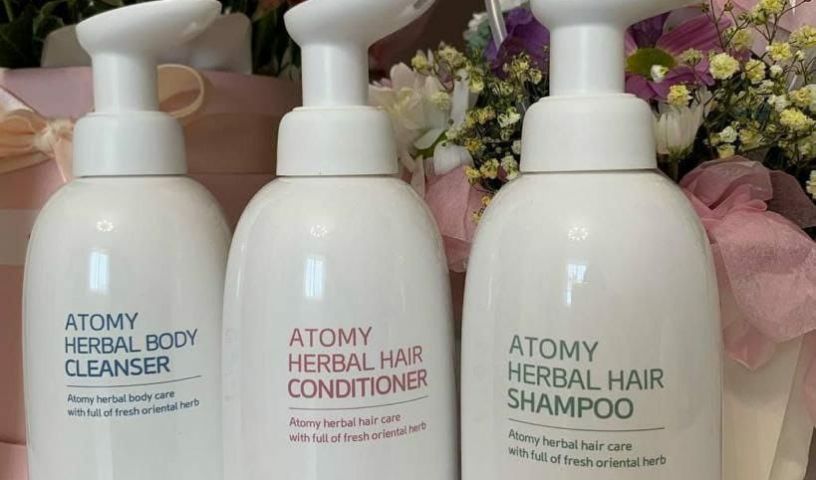 ATOMY
HERBAL BODY
CLEANSER
Atomy herbal body care
with full of fresh oriental herb
ATOMY
HERBAL HAIR
CONDITIONER
Atomy herbal hair care
with full of fresh oriental herb
ATOMY
HERBAL HAIR
SHAMPOO
Atomy herbal hair care
with full of fresh oriental herb